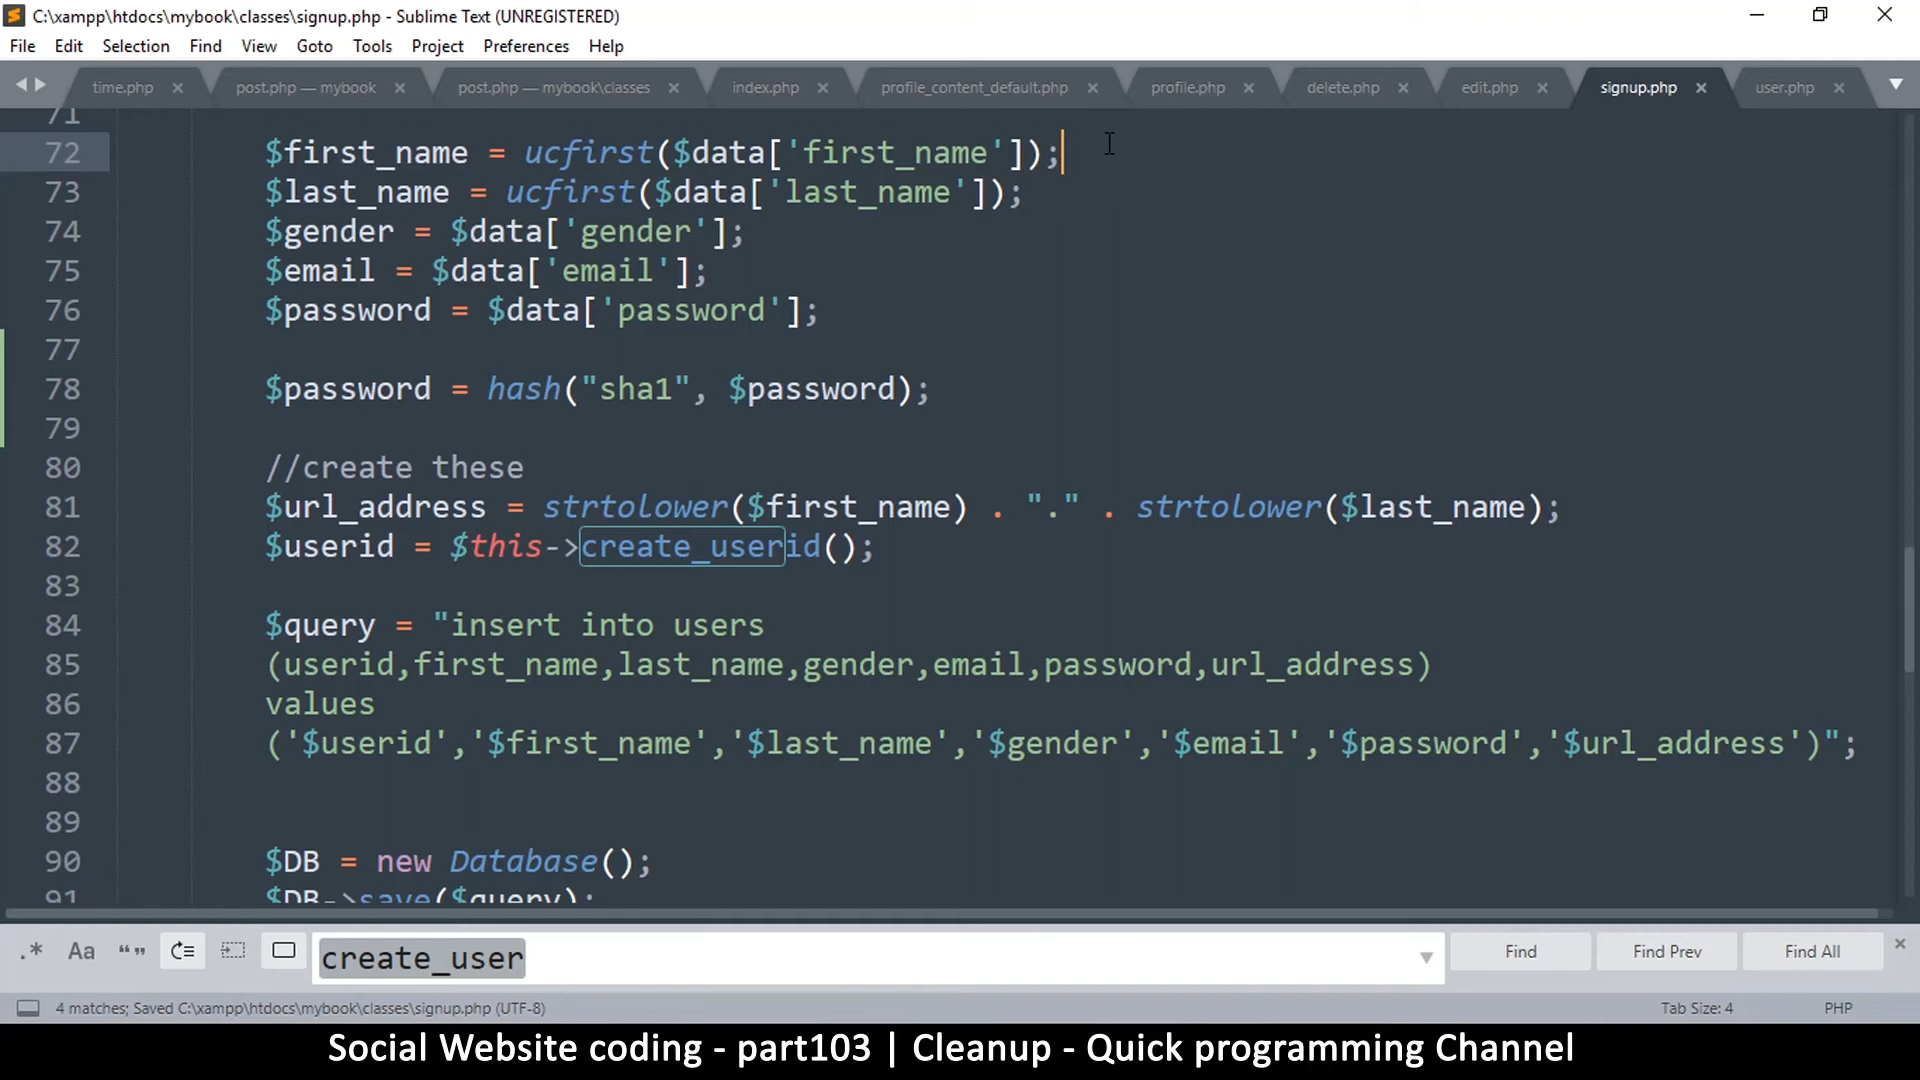 C:\xampp\htdocs\mybook\classes\signup.php - Sublime Text (UNREGISTERED)
File Edit Selection Find View Goto Tools Project Preferences Help
time.php post.php — mybook post.php — mybook\classes index.php profile_content_default.php profile.php delete.php edit.php signup.php user.php
71
72 $first_name = ucfirst($data['first_name']);
73 $last_name = ucfirst($data['last_name']);
74 $gender = $data['gender'];
75 $email = $data['email'];
76 $password = $data['password'];
77
78 $password = hash("sha1", $password);
79
80 //create these
81 $url_address = strtolower($first_name) . "." . strtolower($last_name);
82 $userid = $this->create_userid();
83
84 $query = "insert into users
85 (userid,first_name,last_name,gender,email,password,url_address)
86 values
87 ('$userid','$first_name','$last_name','$gender','$email','$password','$url_address')";
88
89
90 $DB = new Database();
91 $DB->save($query);
.* Aa “” create_user Find Find Prev Find All
4 matches; Saved C:\xampp\htdocs\mybook\classes\signup.php (UTF-8) Tab Size: 4 PHP
Social Website coding - part103 | Cleanup - Quick programming Channel